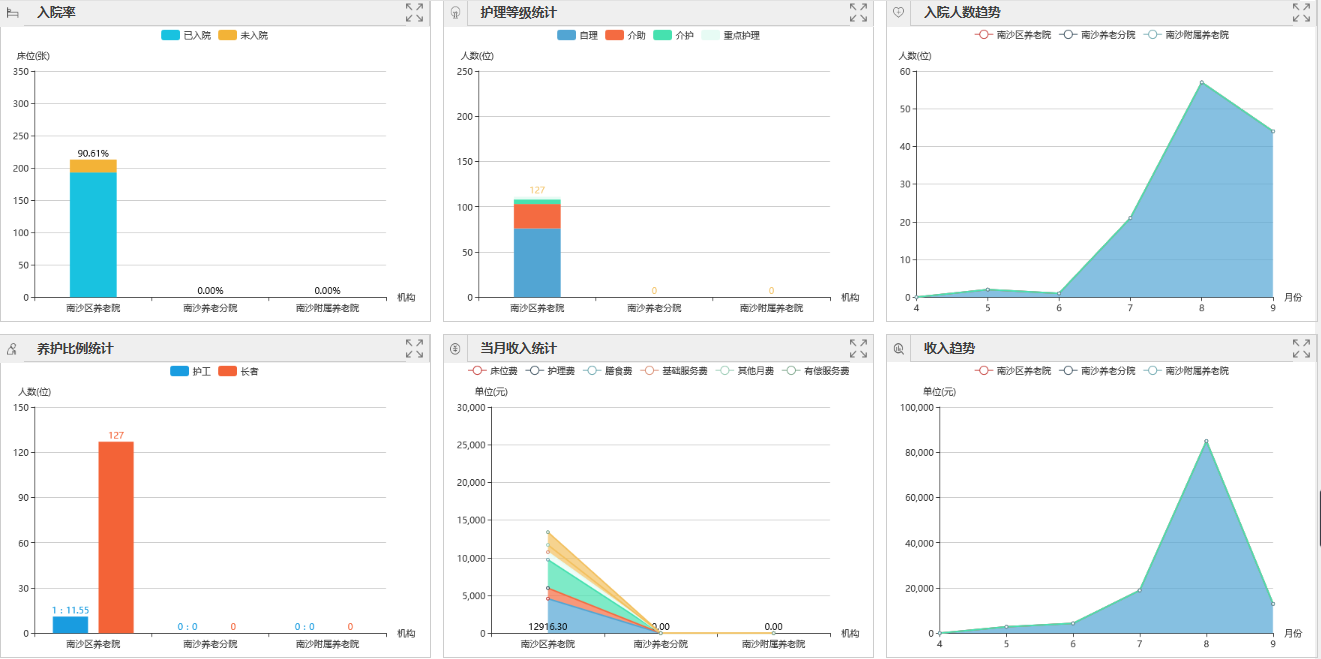 入院率
已入院 未入院
床位(张)
350
300
250
200
150
100
50
0
90.61%
0.00%
0.00%
南沙区养老院 南沙养老分院 南沙附属养老院 机构
护理等级统计
自理 介助 介护 重点护理
人数(位)
250
200
150
100
50
0
127
0
0
南沙区养老院 南沙养老分院 南沙附属养老院 机构
入院人数趋势
南沙区养老院 南沙养老分院 南沙附属养老院
人数(位)
60
50
40
30
20
10
0
4 5 6 7 8 9 月份
养护比例统计
护工 长者
人数(位)
150
120
90
60
30
0
127
1 : 11.55
0 : 0 0
0 : 0 0
南沙区养老院 南沙养老分院 南沙附属养老院 机构
当月收入统计
床位费 护理费 膳食费 基础服务费 其他月费 有偿服务费
单位(元)
30,000
25,000
20,000
15,000
10,000
5,000
0
12916.30
0.00
0.00
南沙区养老院 南沙养老分院 南沙附属养老院 机构
收入趋势
南沙区养老院 南沙养老分院 南沙附属养老院
单位(元)
100,000
80,000
60,000
40,000
20,000
0
4 5 6 7 8 9 月份